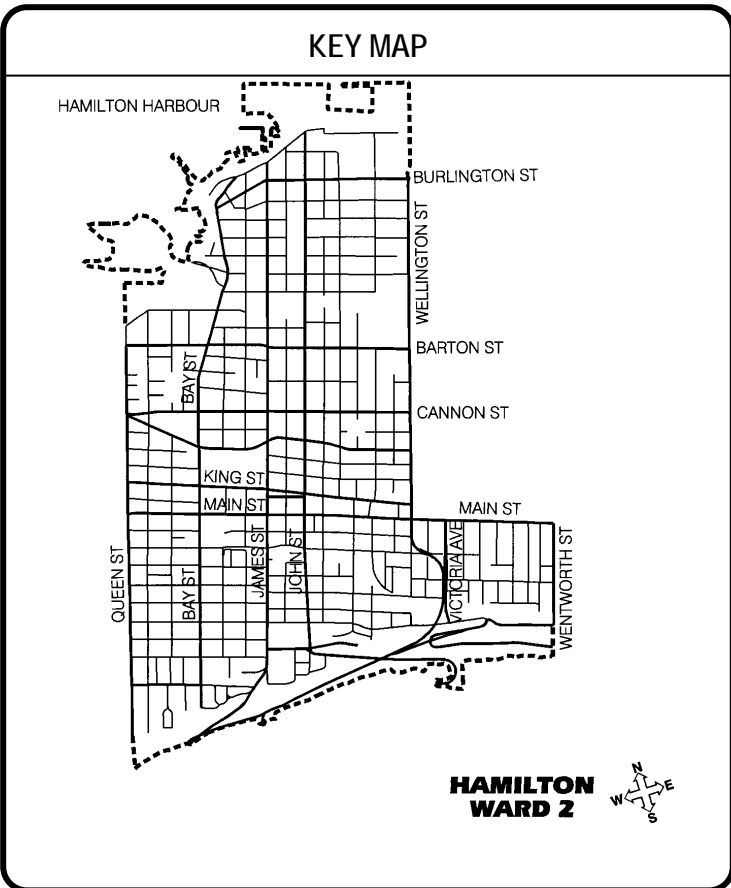 KEY MAP
HAMILTON HARBOUR
BURLINGTON ST
WELLINGTON ST
BARTON ST
BAY ST
CANNON ST
KING ST
MAIN ST
MAIN ST
QUEEN ST
BAY ST
JAMES ST
JOHN ST
VICTORIA AVE
WENTWORTH ST
HAMILTON
WARD 2
N
W E
S